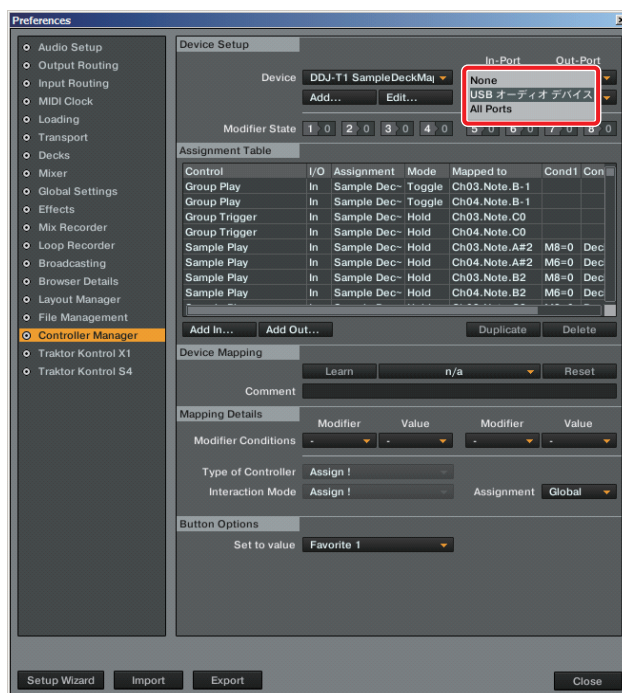 Preferences
Audio Setup
Output Routing
Input Routing
MIDI Clock
Loading
Transport
Decks
Mixer
Global Settings
Effects
Mix Recorder
Loop Recorder
Broadcasting
Browser Details
Layout Manager
File Management
Controller Manager
Traktor Kontrol X1
Traktor Kontrol S4
Device Setup
In-Port Out-Port
Device DDJ-T1 SampleDeckMa
None
USB オーディオ デバイス
All Ports
Add... Edit...
Modifier State 1 0 2 0 3 0 4 0 5 0 6 0 7 0 8 0
Assignment Table
Control I/O Assignment Mode Mapped to Cond1 Con
Group Play In Sample Dec~ Toggle Ch03.Note.B-1
Group Play In Sample Dec~ Toggle Ch04.Note.B-1
Group Trigger In Sample Dec~ Hold Ch03.Note.C0
Group Trigger In Sample Dec~ Hold Ch04.Note.C0
Sample Play In Sample Dec~ Hold Ch03.Note.A#2 M8=0 Dec
Sample Play In Sample Dec~ Hold Ch04.Note.A#2 M6=0 Dec
Sample Play In Sample Dec~ Hold Ch03.Note.B2 M8=0 Dec
Sample Play In Sample Dec~ Hold Ch04.Note.B2 M6=0 Dec
Add In... Add Out... Duplicate Delete
Device Mapping
Learn n/a Reset
Comment
Mapping Details
Modifier Value Modifier Value
Modifier Conditions - - - -
Type of Controller Assign !
Interaction Mode Assign ! Assignment Global
Button Options
Set to value Favorite 1
Setup Wizard Import Export Close